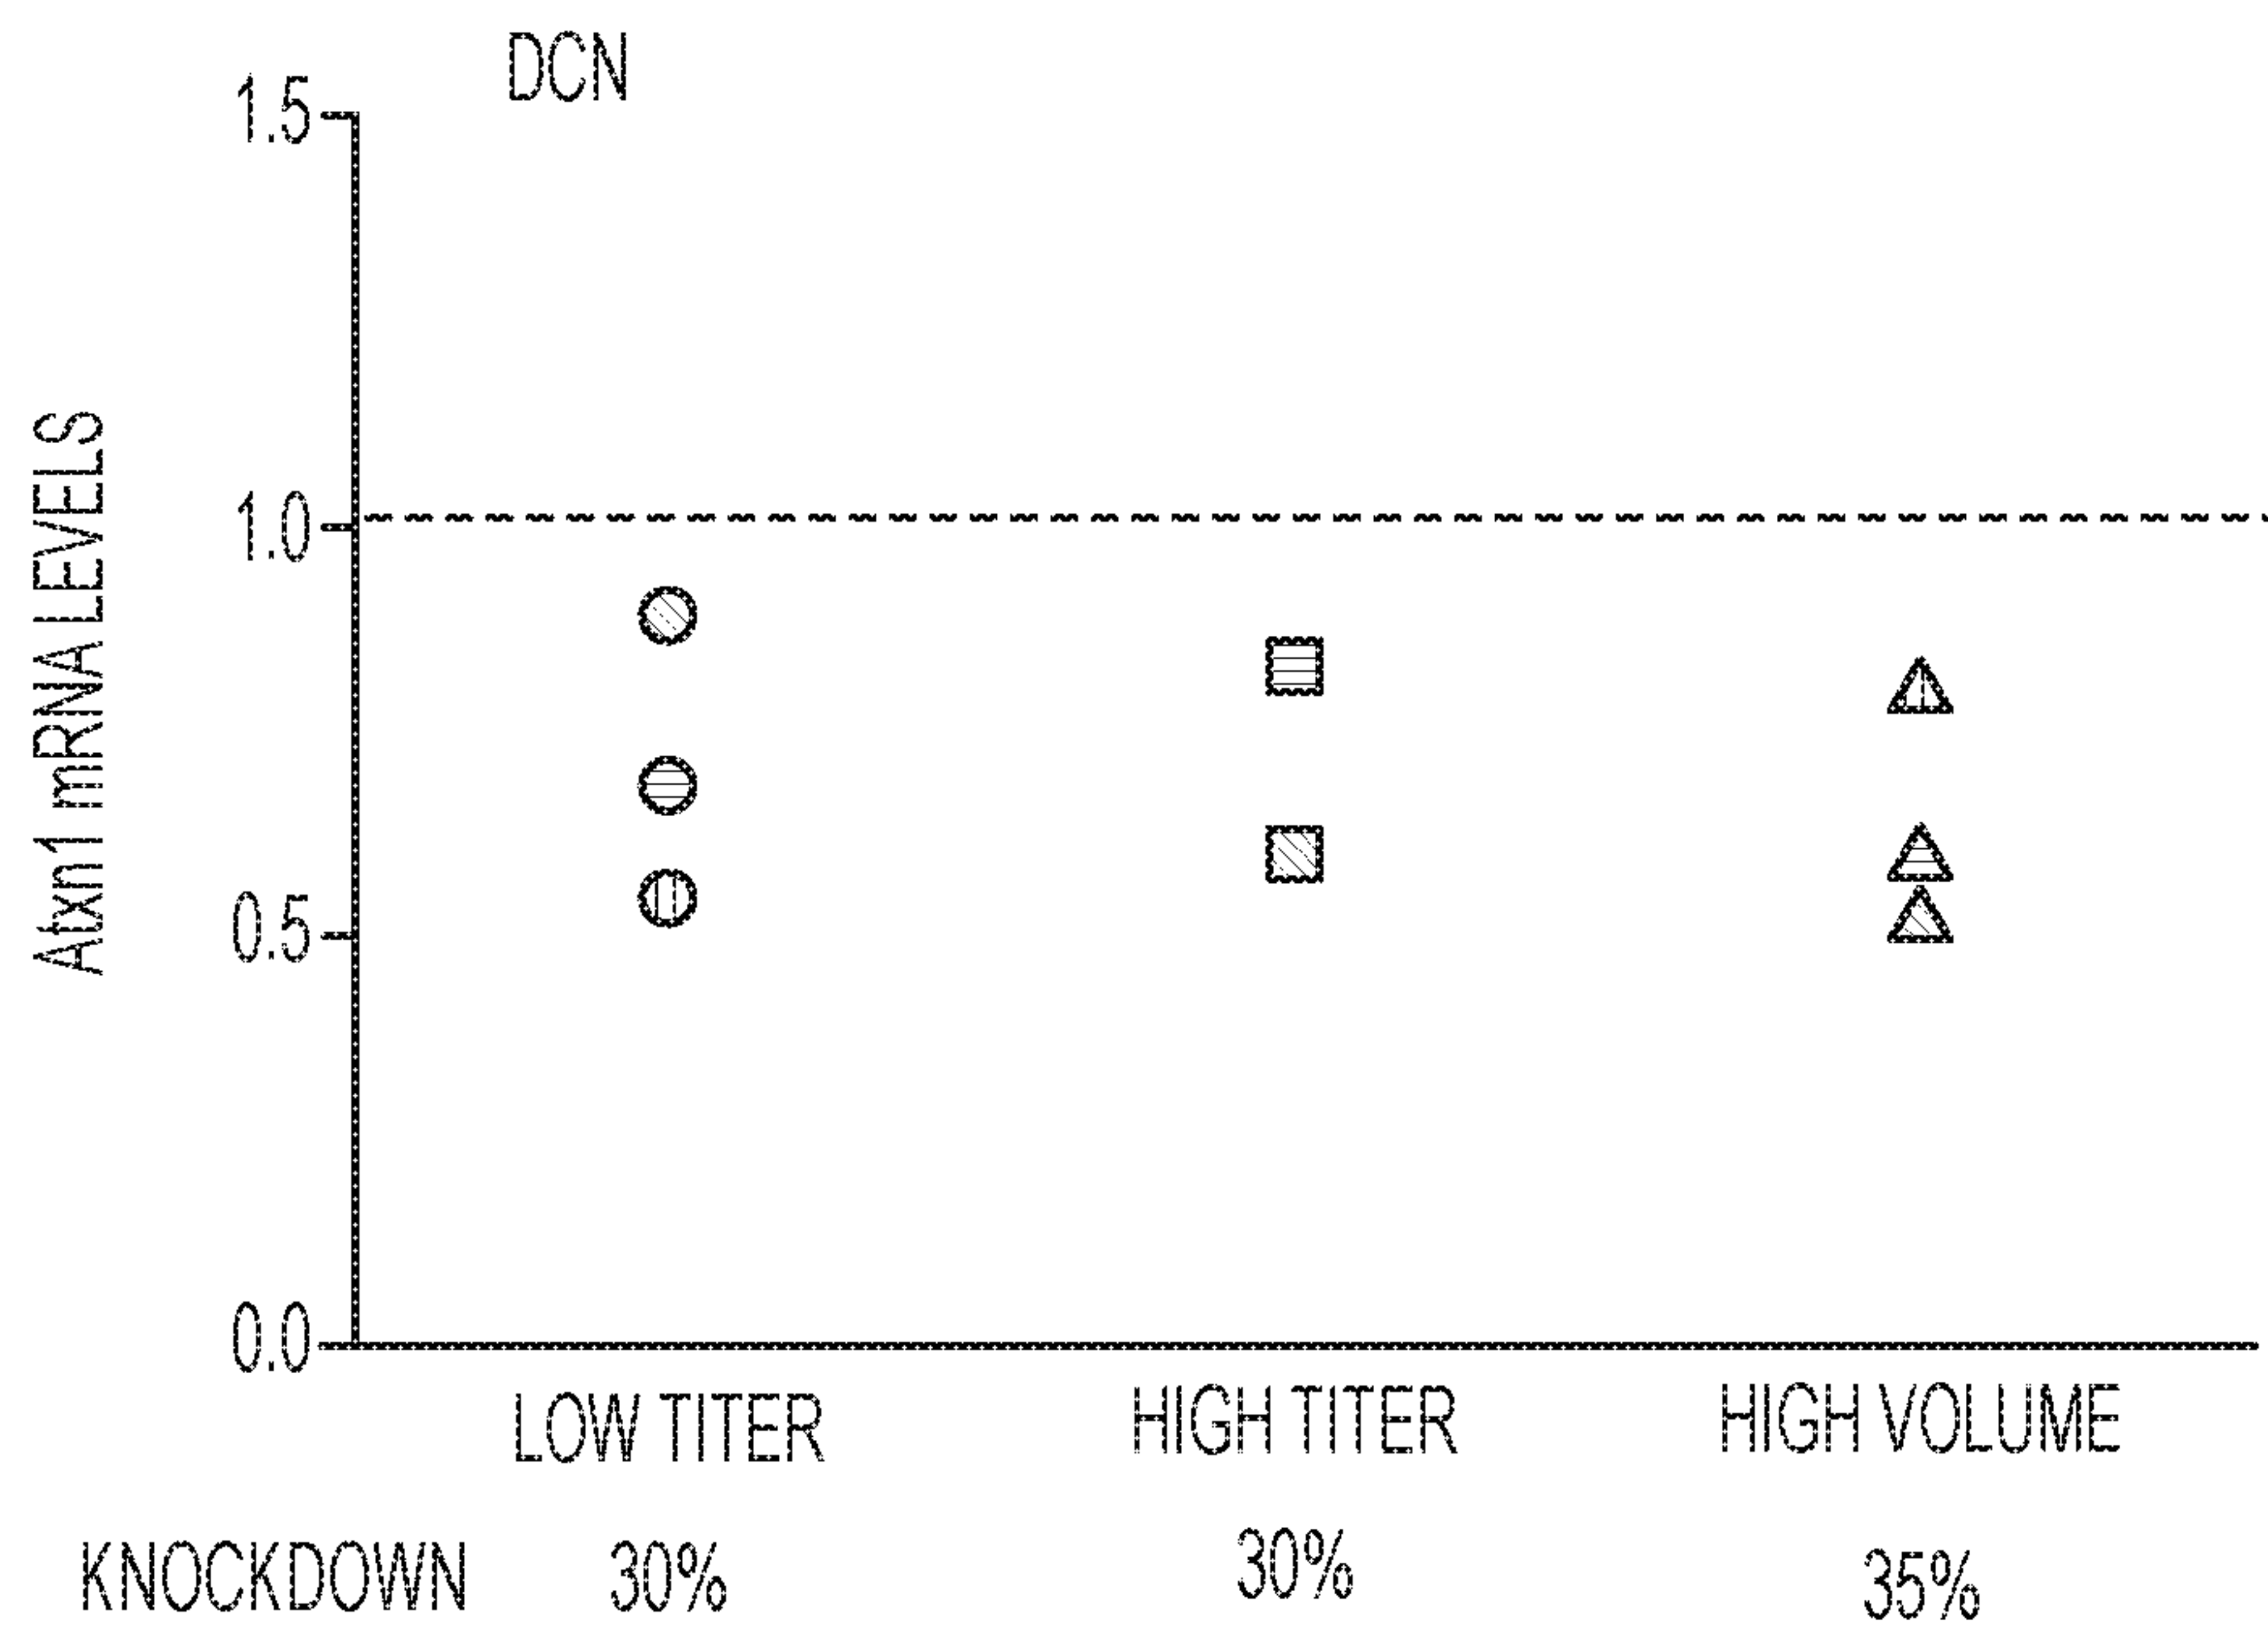 DCN
1.5
1.0
0.5
0.0
Atxn1 mRNA LEVELS
LOW TITER HIGH TITER HIGH VOLUME
KNOCKDOWN 30% 30% 35%